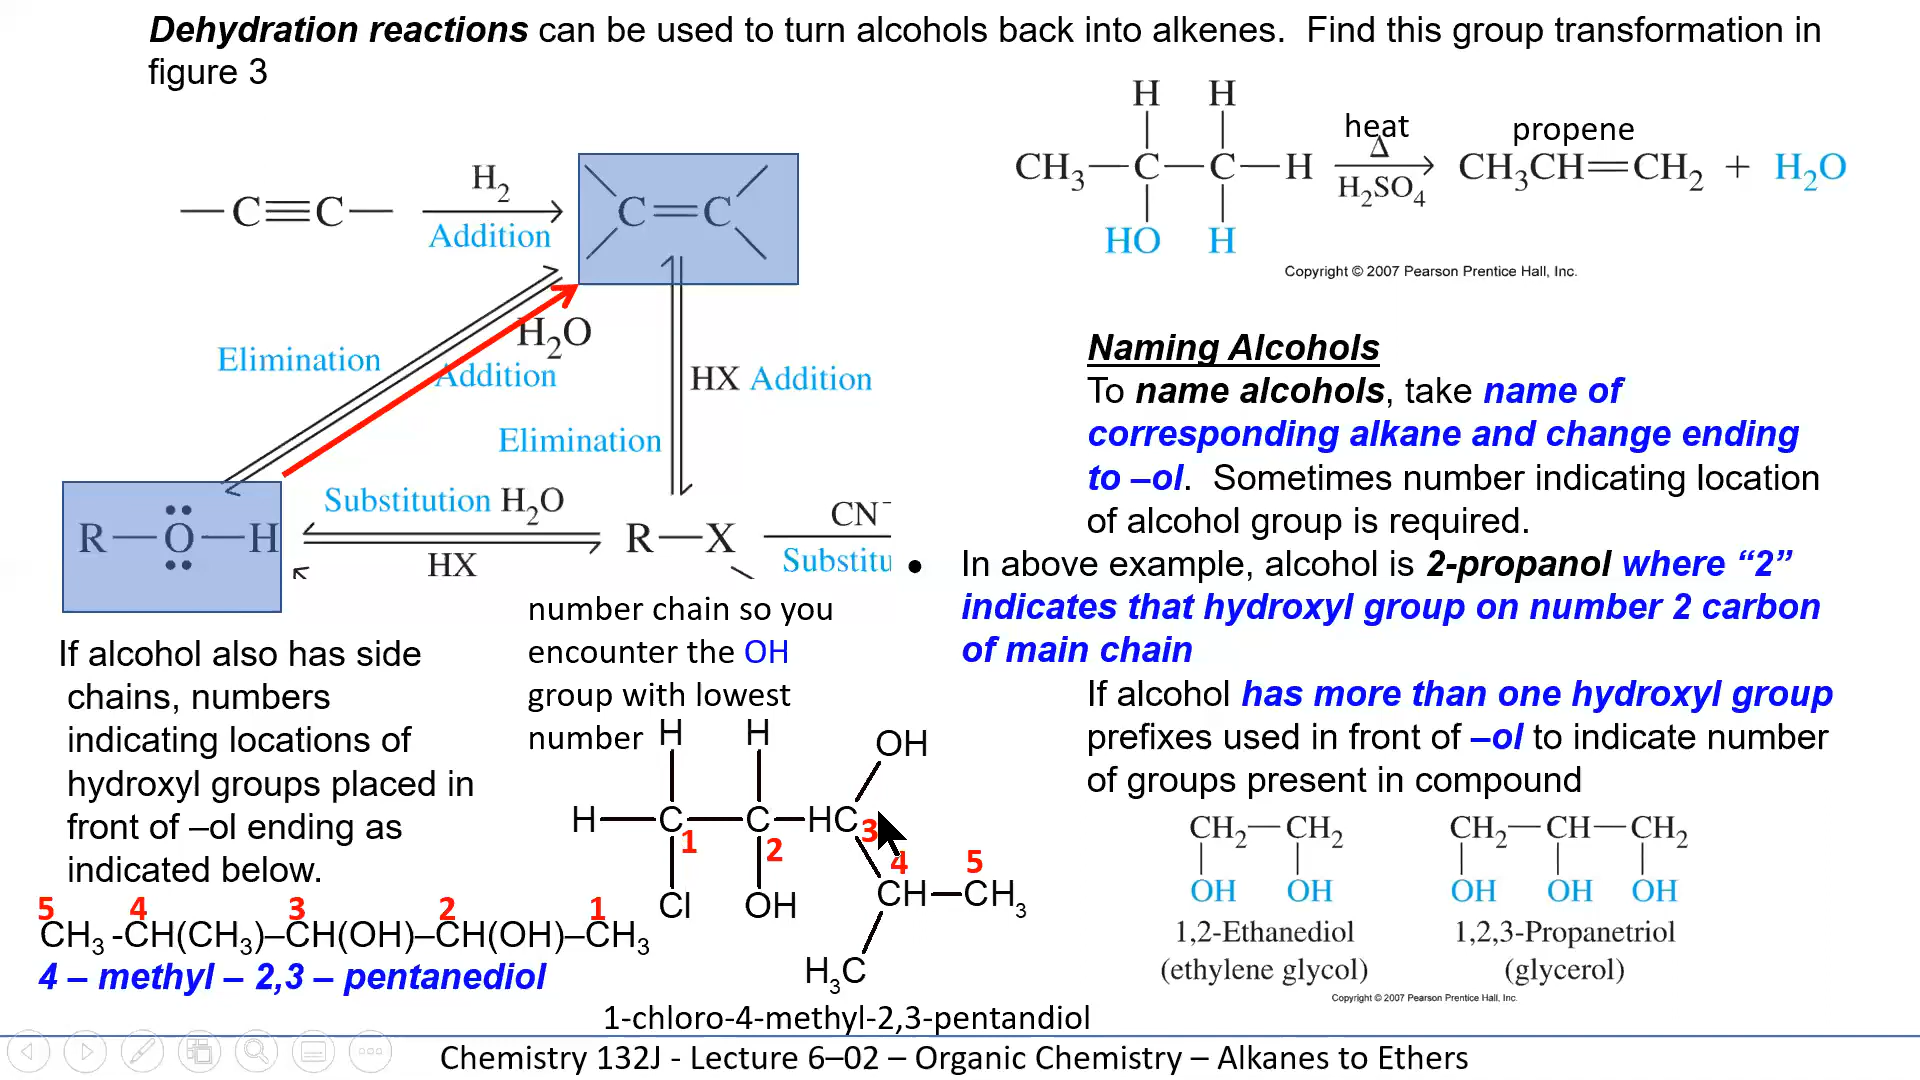 Dehydration reactions can be used to turn alcohols back into alkenes. Find this group transformation in
figure 3
—C≡C—
H₂
Addition
C=C
Elimination
H₂O
Addition
HX Addition
Elimination
R—O—H
Substitution H₂O
HX
R—X
CN⁻
Substitu
H H
CH₃—C—C—H
HO H
heat
Δ
H₂SO₄
propene
CH₃CH=CH₂ + H₂O
Copyright © 2007 Pearson Prentice Hall, Inc.
Naming Alcohols
To name alcohols, take name of
corresponding alkane and change ending
to –ol. Sometimes number indicating location
of alcohol group is required.
• In above example, alcohol is 2-propanol where “2”
indicates that hydroxyl group on number 2 carbon
of main chain
If alcohol has more than one hydroxyl group
prefixes used in front of –ol to indicate number
of groups present in compound
CH₂—CH₂
OH OH
1,2-Ethanediol
(ethylene glycol)
CH₂—CH—CH₂
OH OH OH
1,2,3-Propanetriol
(glycerol)
Copyright © 2007 Pearson Prentice Hall, Inc.
If alcohol also has side
chains, numbers
indicating locations of
hydroxyl groups placed in
front of –ol ending as
indicated below.
5 4 3 2 1
CH₃ -CH(CH₃)–CH(OH)–CH(OH)–CH₃
4 – methyl – 2,3 – pentanediol
number chain so you
encounter the OH
group with lowest
number
H H OH
H—C—C—HC
1 2 3
4 5
Cl OH CH—CH₃
H₃C
1-chloro-4-methyl-2,3-pentandiol
Chemistry 132J - Lecture 6–02 – Organic Chemistry – Alkanes to Ethers